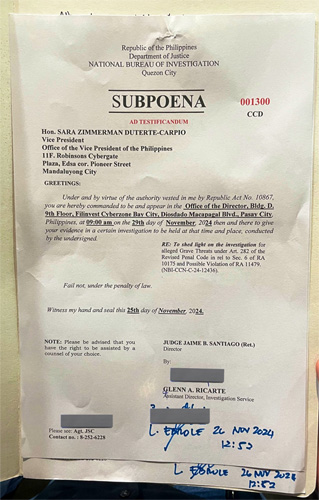 Republic of the Philippines
Department of Justice
NATIONAL BUREAU OF INVESTIGATION
Quezon City
SUBPOENA
001300
CCD
AD TESTIFICANDUM
Hon. SARA ZIMMERMAN DUTERTE-CARPIO
Vice President
Office of the Vice President of the Philippines
11F. Robinsons Cybergate
Plaza, Edsa cor. Pioneer Street
Mandaluyong City
GREETINGS:
Under and by virtue of the authority vested in me by Republic Act No. 10867,
you are hereby commanded to be and appear in the Office of the Director, Bldg. D,
9th Floor, Filinvest Cyberzone Bay City, Diosdado Macapagal Blvd., Pasay City,
Philippines, at 09:00 am on the 29th day of November, 2024 then and there to give
your evidence in a certain investigation to be held at that time and place, conducted
by the undersigned.
RE: To shed light on the investigation for
alleged Grave Threats under Art. 282 of the
Revised Penal Code in rel to Sec. 6 of RA
10175 and Possible Violation of RA 11479.
(NBI-CCN-C-24-12436).
Fail not, under the penalty of law.
Witness my hand and seal this 25th day of November, 2024.
NOTE: Please be advised that you
have the right to be assisted by a
counsel of your choice.
JUDGE JAIME B. SANTIAGO (Ret.)
Director
By:
GLENN A. RICARTE
Assistant Director, Investigation Service
Please see: Agt. JSC
Contact no. : 8-252-6228
26 NOV 2024
12:52
26 NOV 2024
12:52